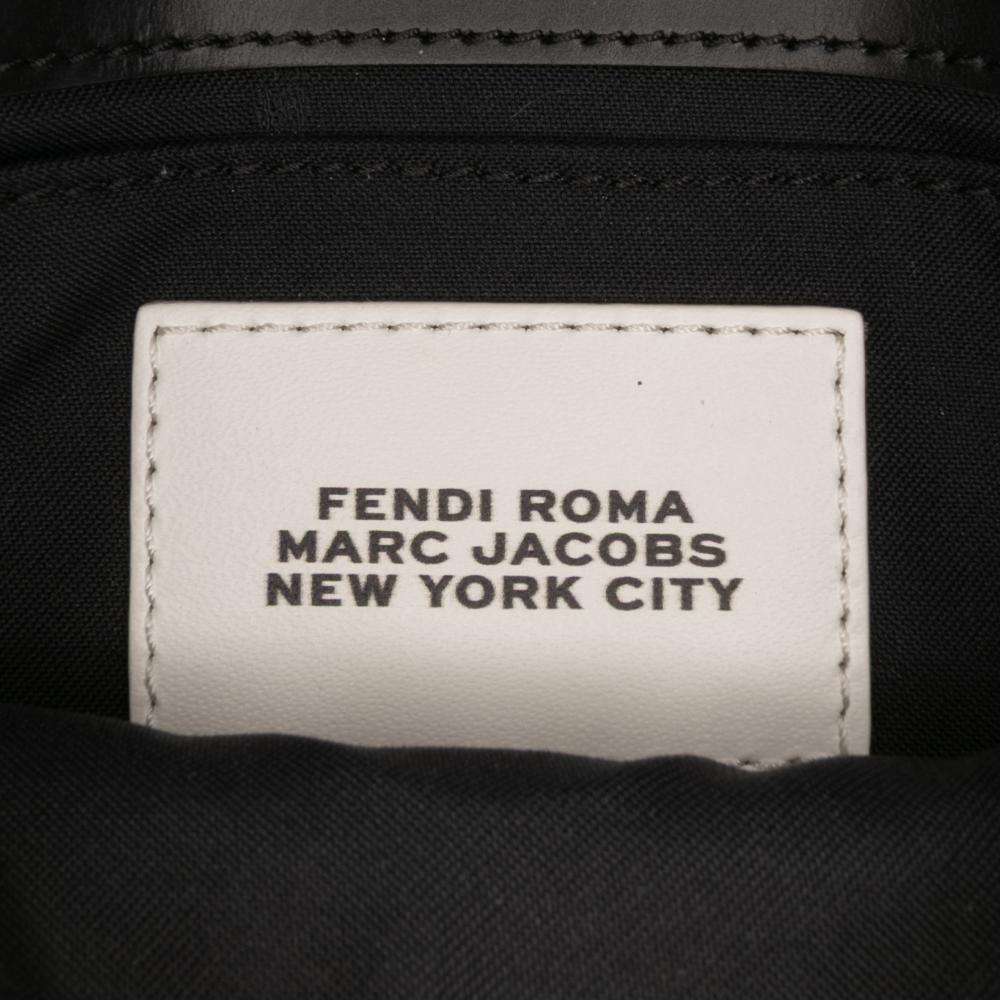 FENDI ROMA
MARC JACOBS
NEW YORK CITY